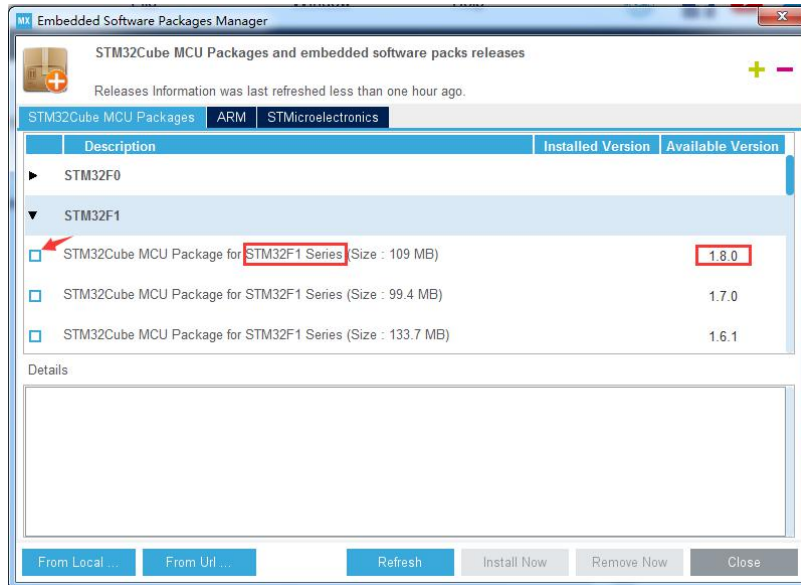 MX Embedded Software Packages Manager
STM32Cube MCU Packages and embedded software packs releases
Releases Information was last refreshed less than one hour ago.
STM32Cube MCU Packages ARM STMicroelectronics
Description Installed Version Available Version
STM32F0
STM32F1
STM32Cube MCU Package for STM32F1 Series (Size : 109 MB) 1.8.0
STM32Cube MCU Package for STM32F1 Series (Size : 99.4 MB) 1.7.0
STM32Cube MCU Package for STM32F1 Series (Size : 133.7 MB) 1.6.1
Details
From Local ... From Url ... Refresh Install Now Remove Now Close